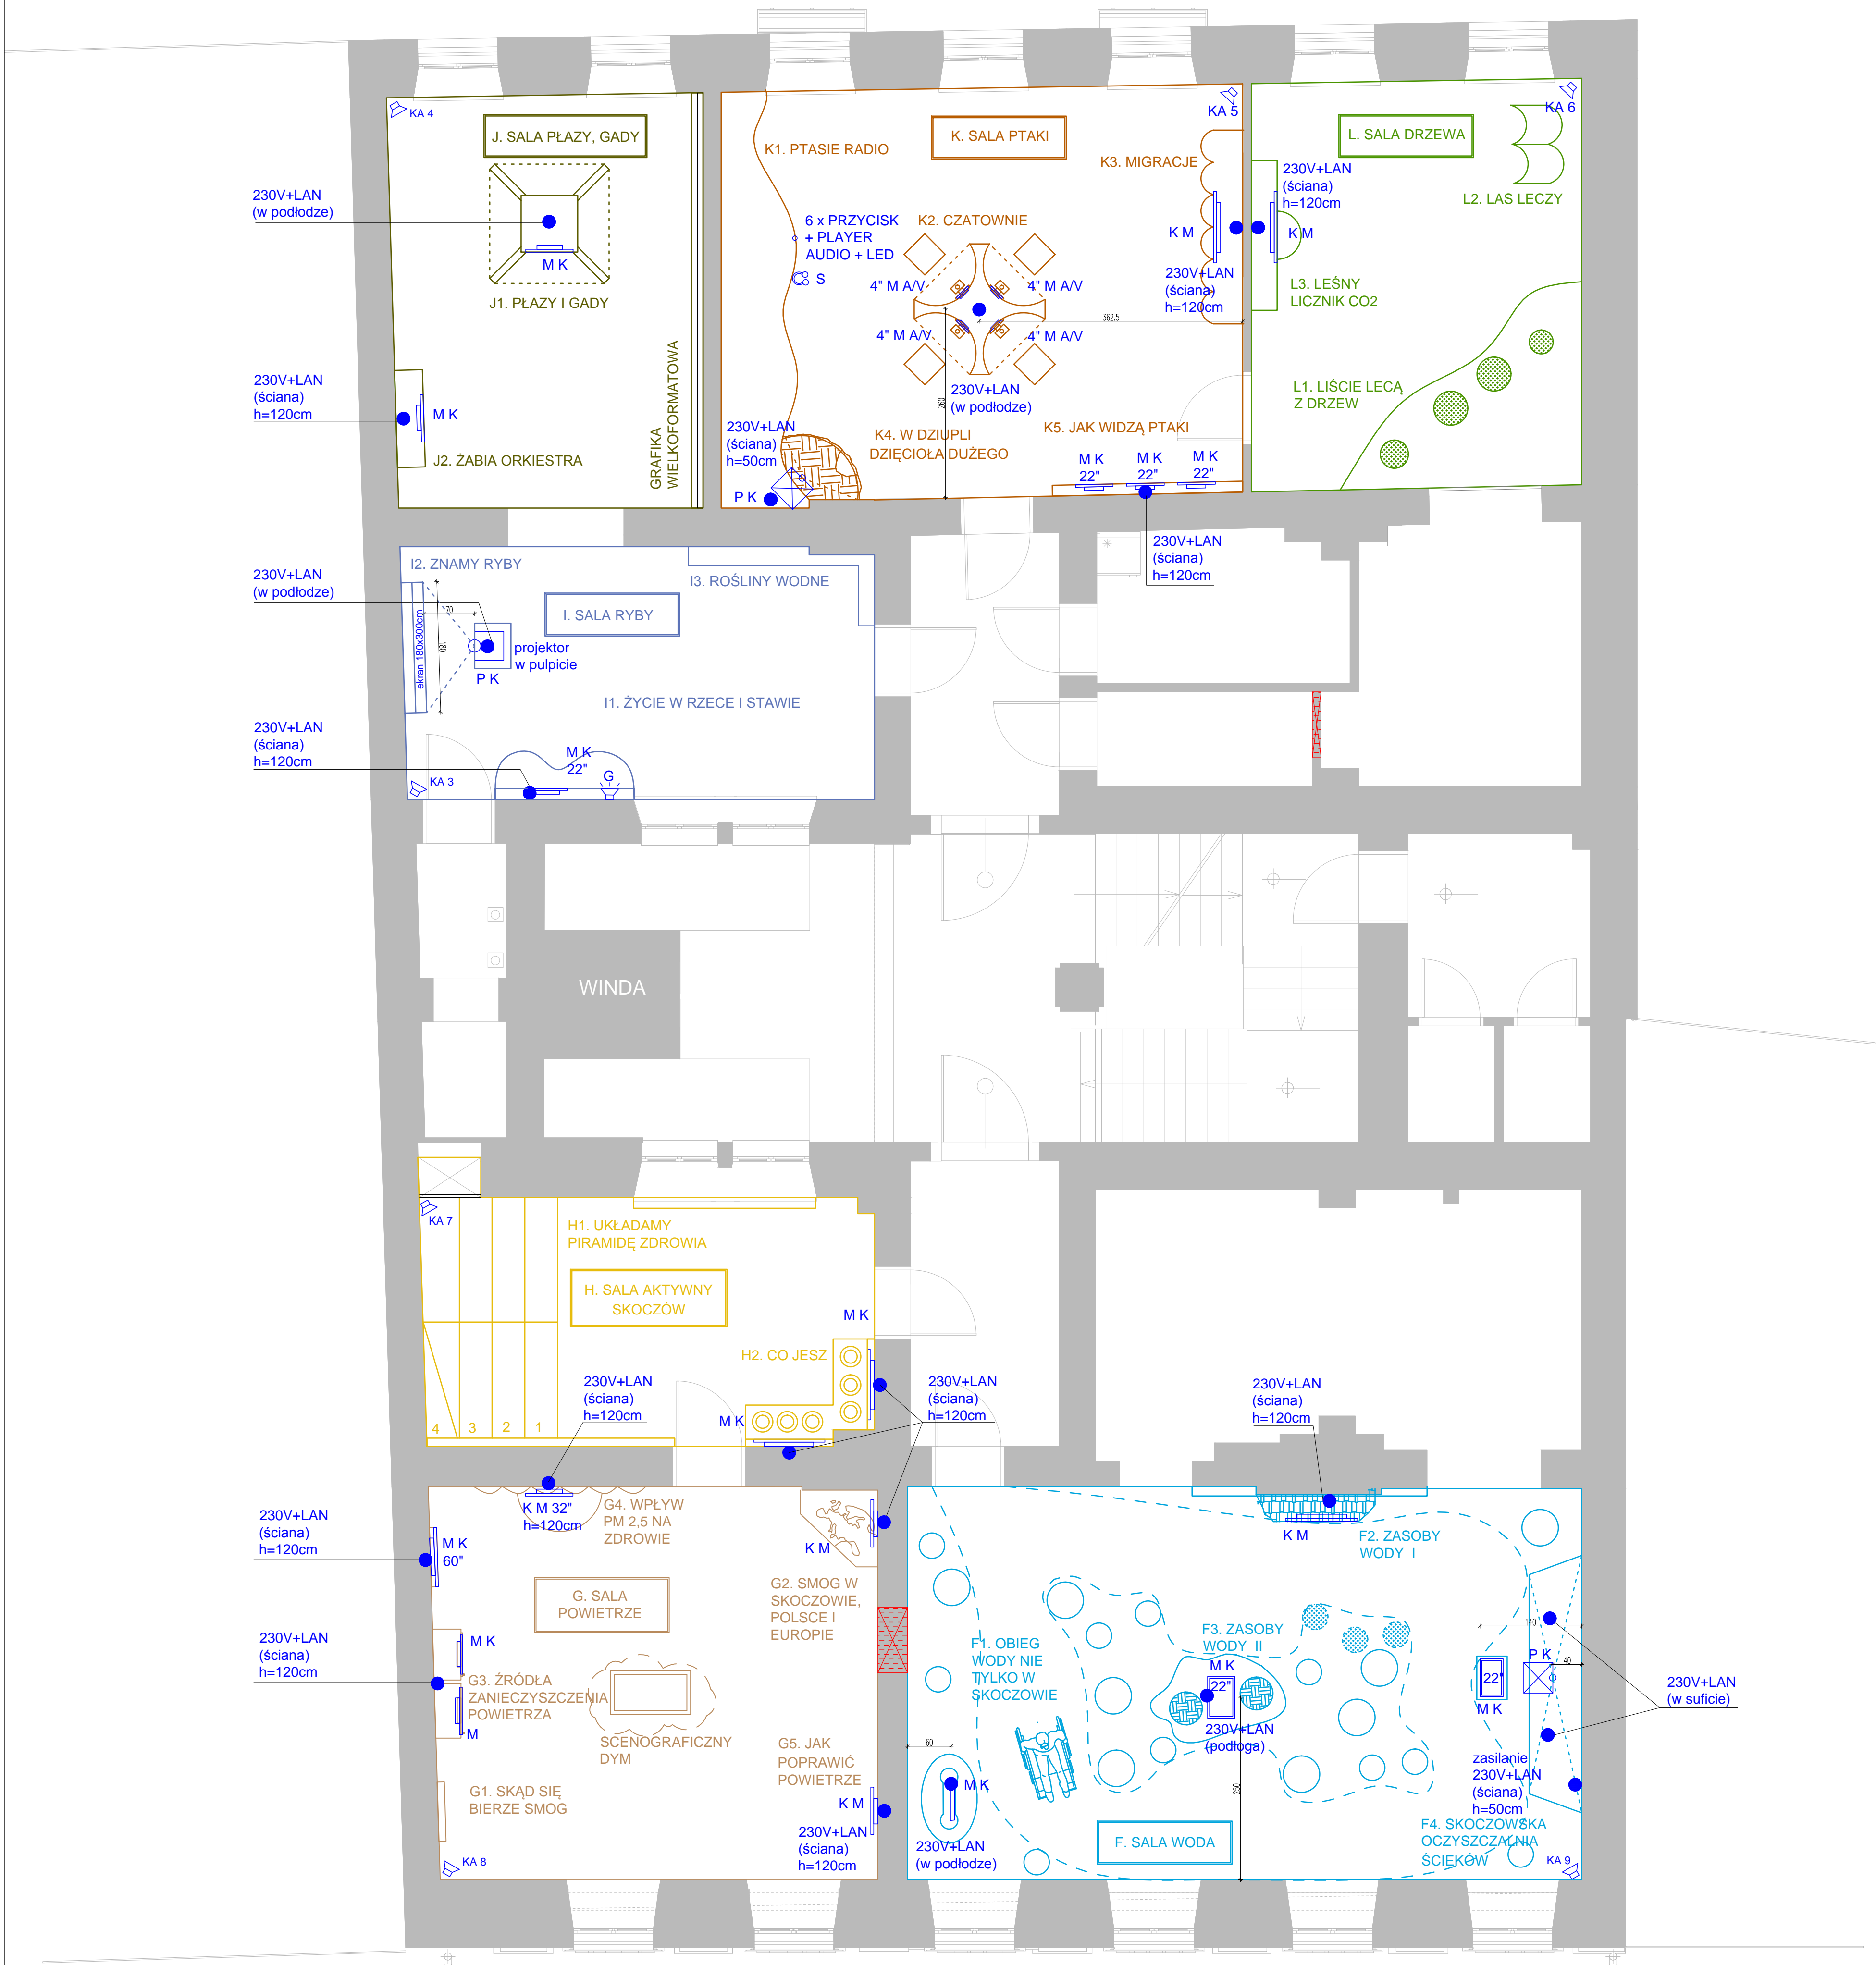 KA 4
J. SALA PŁAZY, GADY
230V+LAN
(w podłodze)
M K
J1. PŁAZY I GADY
230V+LAN
(ściana)
h=120cm
M K
J2. ŻABIA ORKIESTRA
GRAFIKA
WIELKOFORMATOWA
K1. PTASIE RADIO
K. SALA PTAKI
KA 5
K3. MIGRACJE
6 x PRZYCISK
+ PLAYER
AUDIO + LED
S
K2. CZATOWNIE
4" M A/V
4" M A/V
4" M A/V
4" M A/V
K M
230V+LAN
(ściana)
h=120cm
362.5
260
230V+LAN
(w podłodze)
230V+LAN
(ściana)
h=50cm
P K
K4. W DZIUPLI
DZIĘCIOŁA DUŻEGO
K5. JAK WIDZĄ PTAKI
M K
22"
M K
22"
M K
22"
230V+LAN
(ściana)
h=120cm
L. SALA DRZEWA
KA 6
230V+LAN
(ściana)
h=120cm
K M
L2. LAS LECZY
L3. LEŚNY
LICZNIK CO2
L1. LIŚCIE LECĄ
Z DRZEW
I2. ZNAMY RYBY
I3. ROŚLINY WODNE
230V+LAN
(w podłodze)
I. SALA RYBY
70
180
ekran 180x300cm
projektor
w pulpicie
P K
I1. ŻYCIE W RZECE I STAWIE
230V+LAN
(ściana)
h=120cm
M K
22"
G
KA 3
WINDA
KA 7
H1. UKŁADAMY
PIRAMIDĘ ZDROWIA
H. SALA AKTYWNY
SKOCZÓW
M K
H2. CO JESZ
230V+LAN
(ściana)
h=120cm
M K
4
3
2
1
230V+LAN
(ściana)
h=120cm
230V+LAN
(ściana)
h=120cm
230V+LAN
(ściana)
h=120cm
M K
60"
K M 32"
h=120cm
G4. WPŁYW
PM 2,5 NA
ZDROWIE
K M
G. SALA
POWIETRZE
G2. SMOG W
SKOCZOWIE,
POLSCE I
EUROPIE
230V+LAN
(ściana)
h=120cm
M K
G3. ŹRÓDŁA
ZANIECZYSZCZENIA
POWIETRZA
M
SCENOGRAFICZNY
DYM
G5. JAK
POPRAWIĆ
POWIETRZE
G1. SKĄD SIĘ
BIERZE SMOG
K M
230V+LAN
(ściana)
h=120cm
KA 8
K M
F2. ZASOBY
WODY I
F1. OBIEG
WODY NIE
TYLKO W
SKOCZOWIE
F3. ZASOBY
WODY II
M K
22"
230V+LAN
(podłoga)
140
P K
40
22"
M K
230V+LAN
(w suficie)
60
M K
250
zasilanie
230V+LAN
(ściana)
h=50cm
F. SALA WODA
F4. SKOCZOWSKA
OCZYSZCZALNIA
ŚCIEKÓW
230V+LAN
(w podłodze)
KA 9